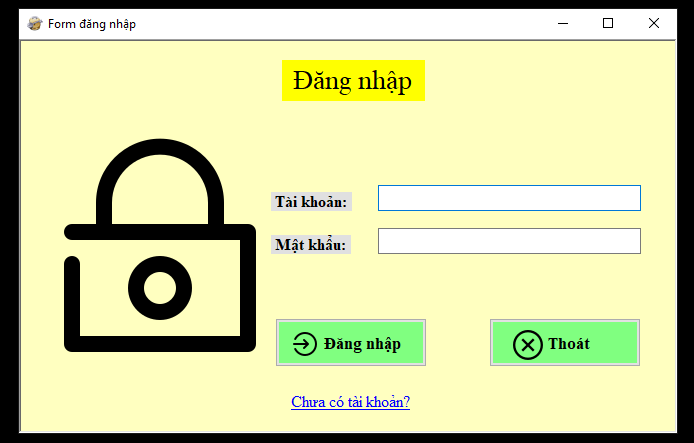 Form đăng nhập
Đăng nhập
Tài khoản:
Mật khẩu:
Đăng nhập
Thoát
Chưa có tài khoản?